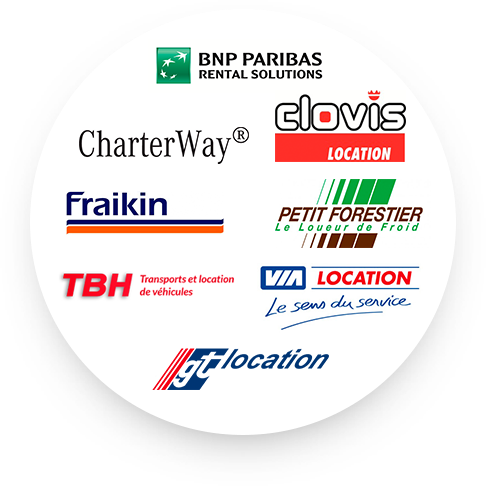 BNP PARIBAS
RENTAL SOLUTIONS
CharterWay®
clovis
LOCATION
Fraikin
PETIT FORESTIER
Le Loueur de Froid
TBH Transports et location
de véhicules
VIA LOCATION
Le sens du service
gt location